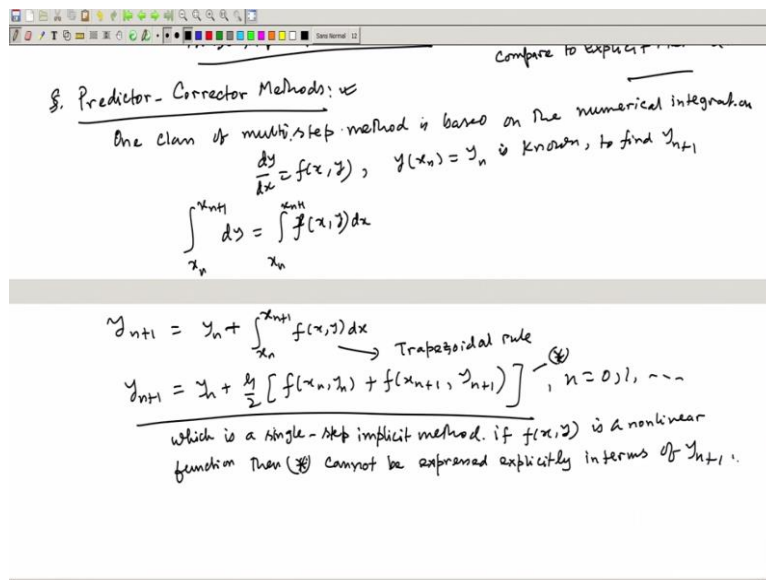 Sans Normal 12
compare to explicit
§. Predictor-Corrector Methods:
One class of multi-step method is based on the numerical integration
dy/dx = f(x,y), y(x_n) = y_n is known, to find y_{n+1}
∫_{x_n}^{x_{n+1}} dy = ∫_{x_n}^{x_{n+1}} f(x,y)dx
y_{n+1} = y_n + ∫_{x_n}^{x_{n+1}} f(x,y)dx
→ Trapezoidal rule
y_{n+1} = y_n + h/2 [f(x_n,y_n) + f(x_{n+1}, y_{n+1})] (*), n = 0,1, ---
which is a single-step implicit method. if f(x,y) is a nonlinear
function then (*) cannot be expressed explicitly in terms of y_{n+1}.